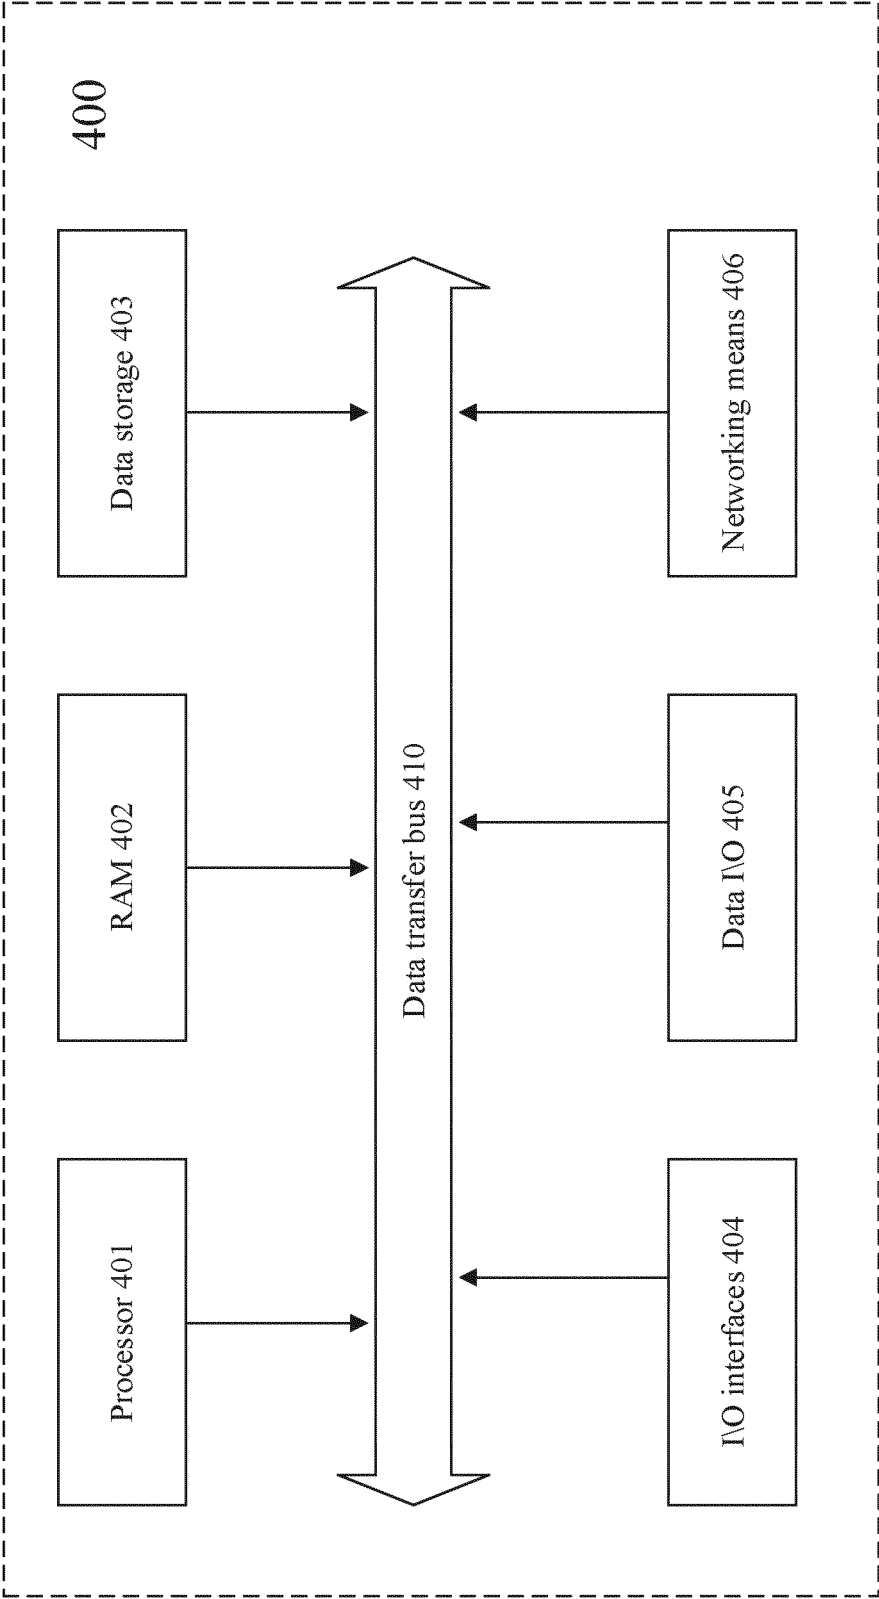 400
Processor 401
RAM 402
Data storage 403
Data transfer bus 410
I\O interfaces 404
Data I\O 405
Networking means 406